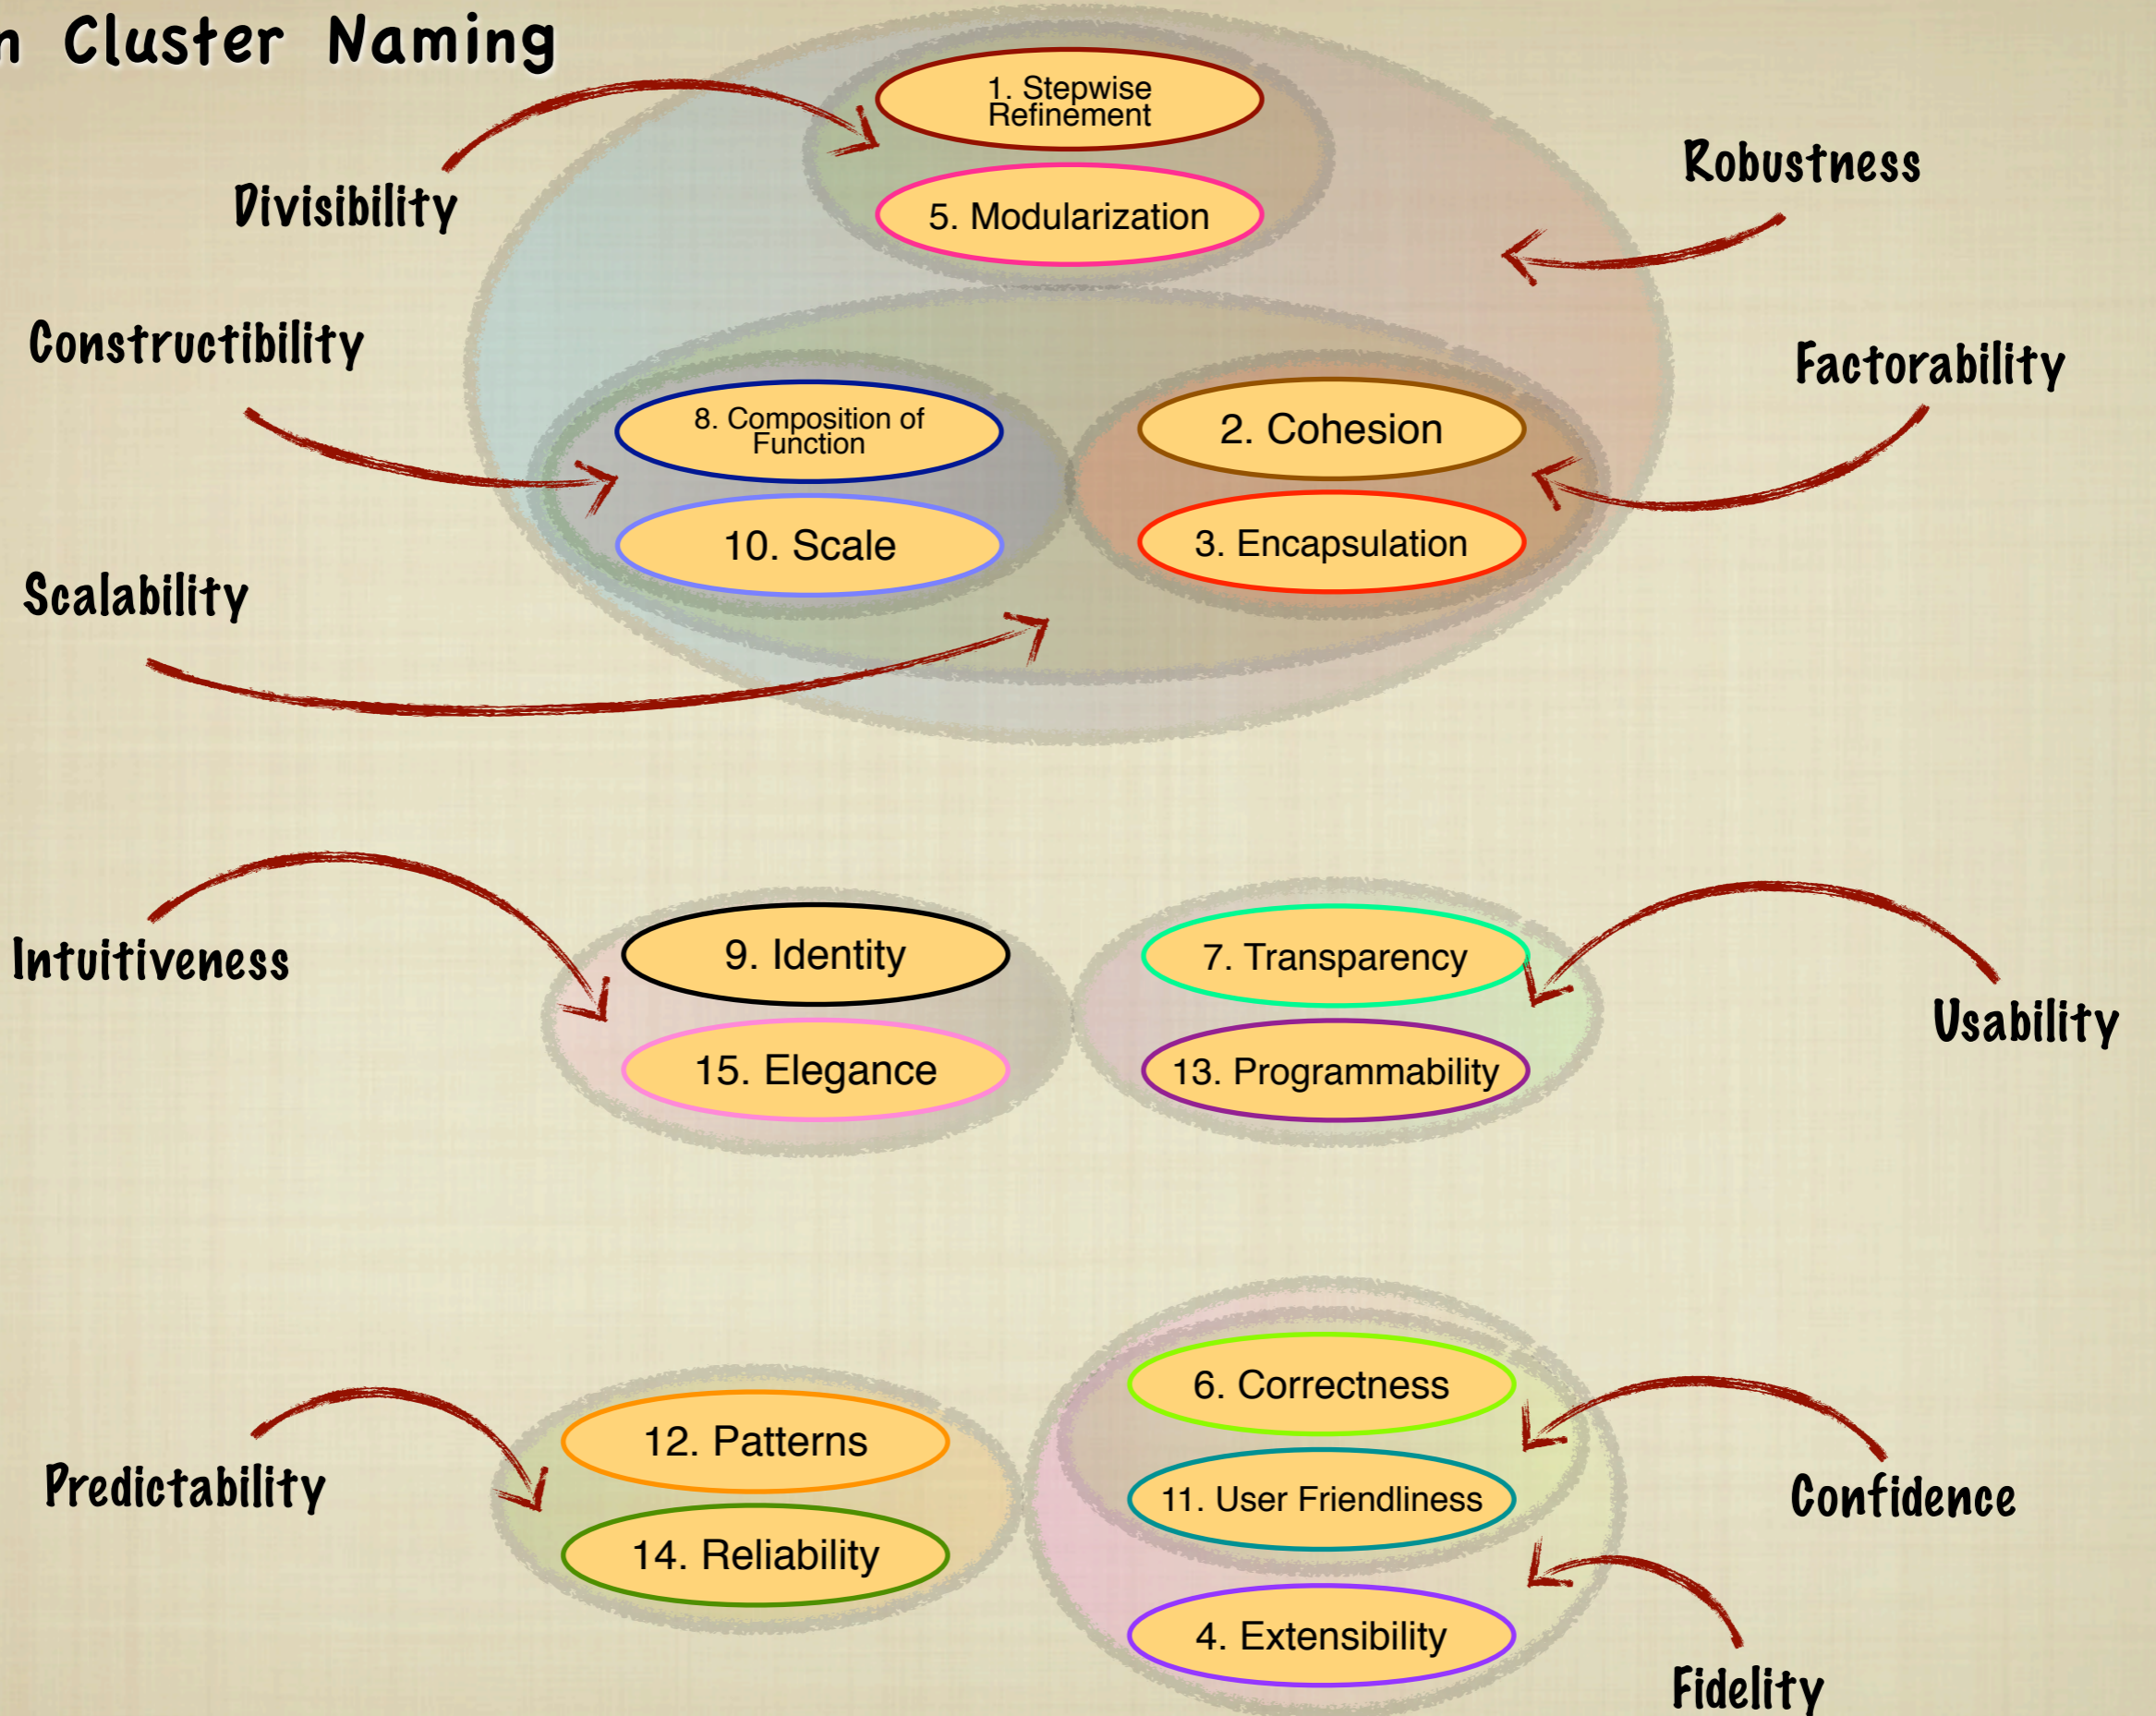 Cluster Naming
1. Stepwise
Refinement
Divisibility
5. Modularization
Robustness
Constructibility
Factorability
8. Composition of
Function
2. Cohesion
10. Scale
3. Encapsulation
Scalability
9. Identity
7. Transparency
Intuitiveness
Usability
15. Elegance
13. Programmability
6. Correctness
12. Patterns
Predictability
11. User Friendliness
Confidence
14. Reliability
4. Extensibility
Fidelity